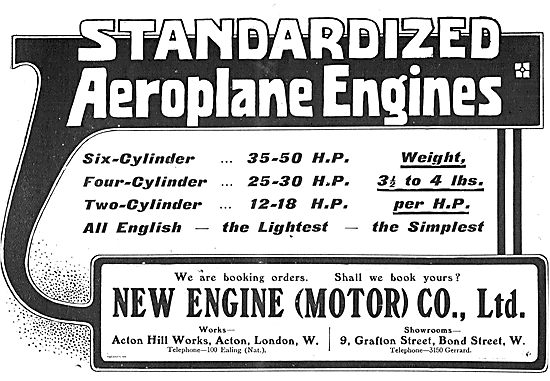 STANDARDIZED
Aeroplane Engines
Six-Cylinder ... 35-50 H.P. Weight,
Four-Cylinder ... 25-30 H.P. 3½ to 4 lbs.
Two-Cylinder ... 12-18 H.P. per H.P.
All English — the Lightest — the Simplest
We are booking orders. Shall we book yours?
NEW ENGINE (MOTOR) CO., Ltd.
Works— Showrooms—
Acton Hill Works, Acton, London, W. 9, Grafton Street, Bond Street, W.
Telephone—100 Ealing (Nat.). Telephone—3150 Gerrard.